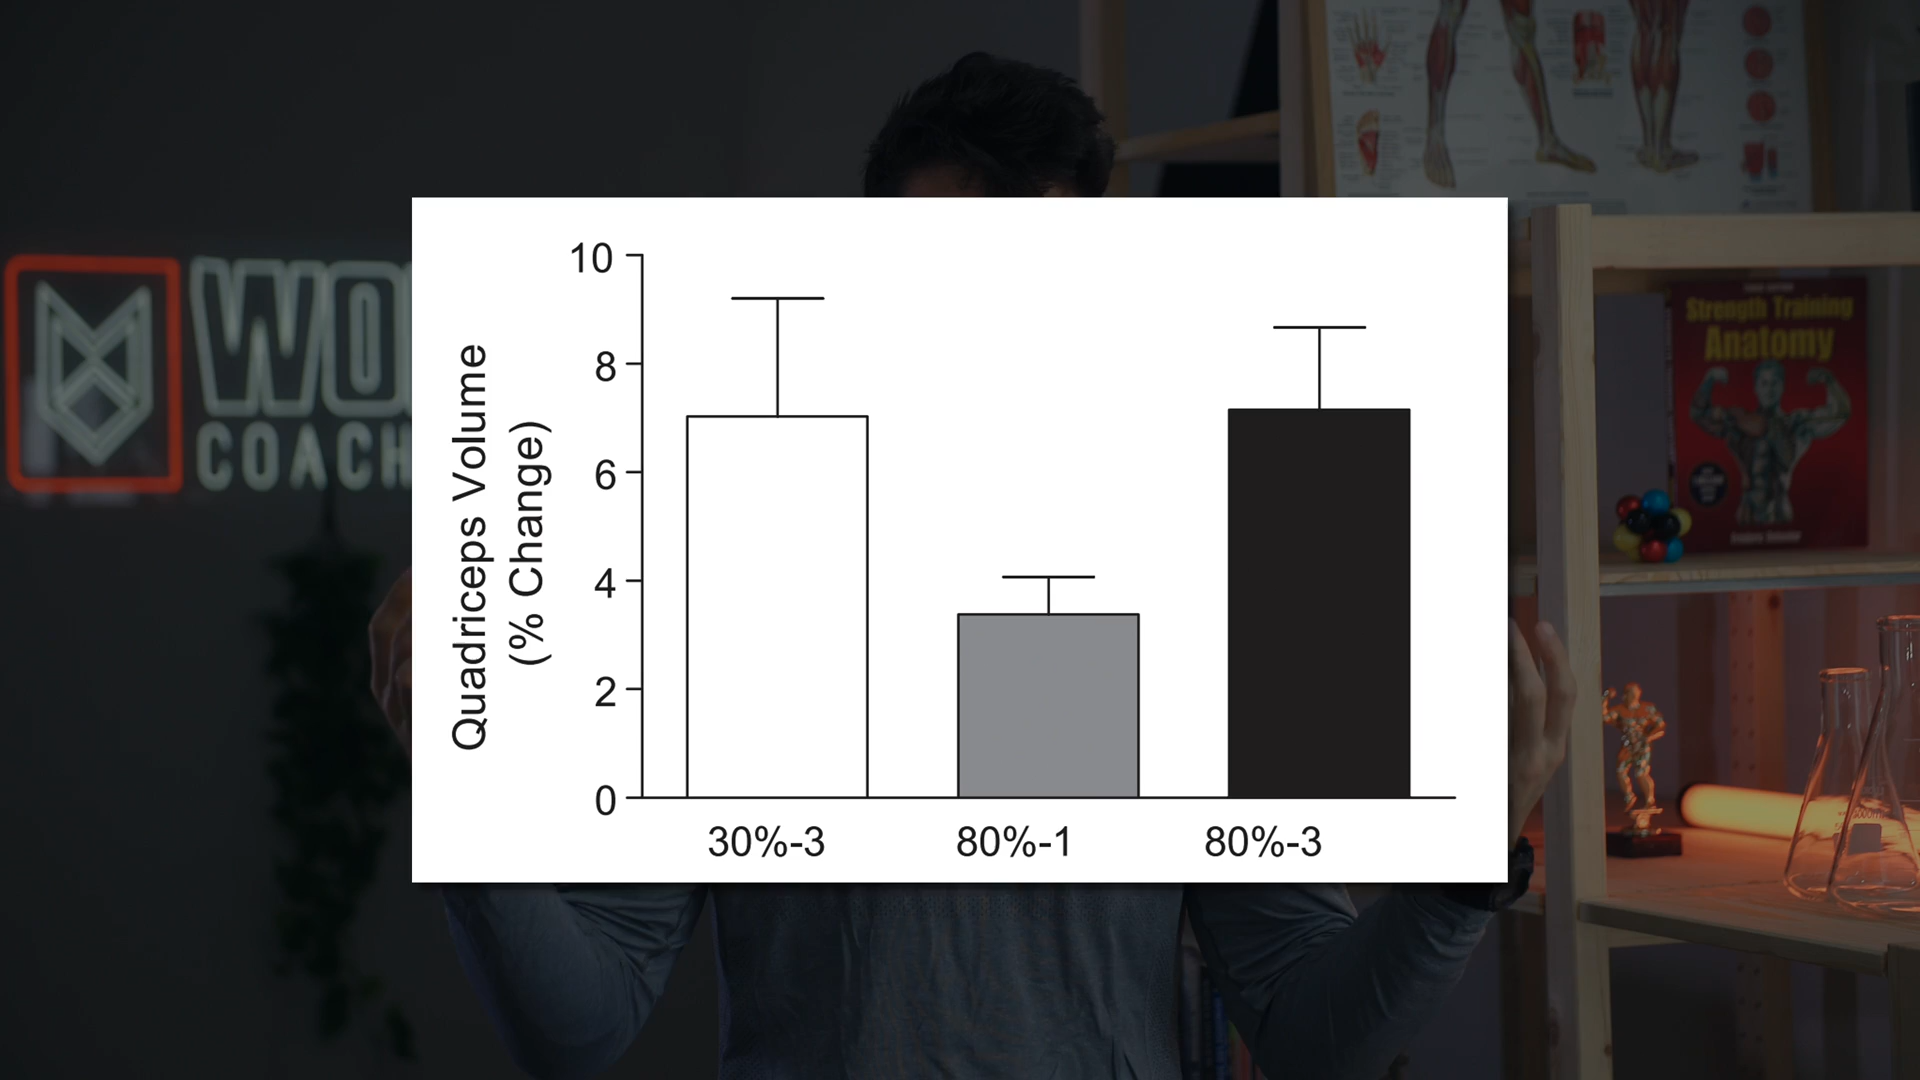 WO
COACH
Quadriceps Volume
(% Change)
10
8
6
4
2
0
30%-3
80%-1
80%-3
Strength Training
Anatomy